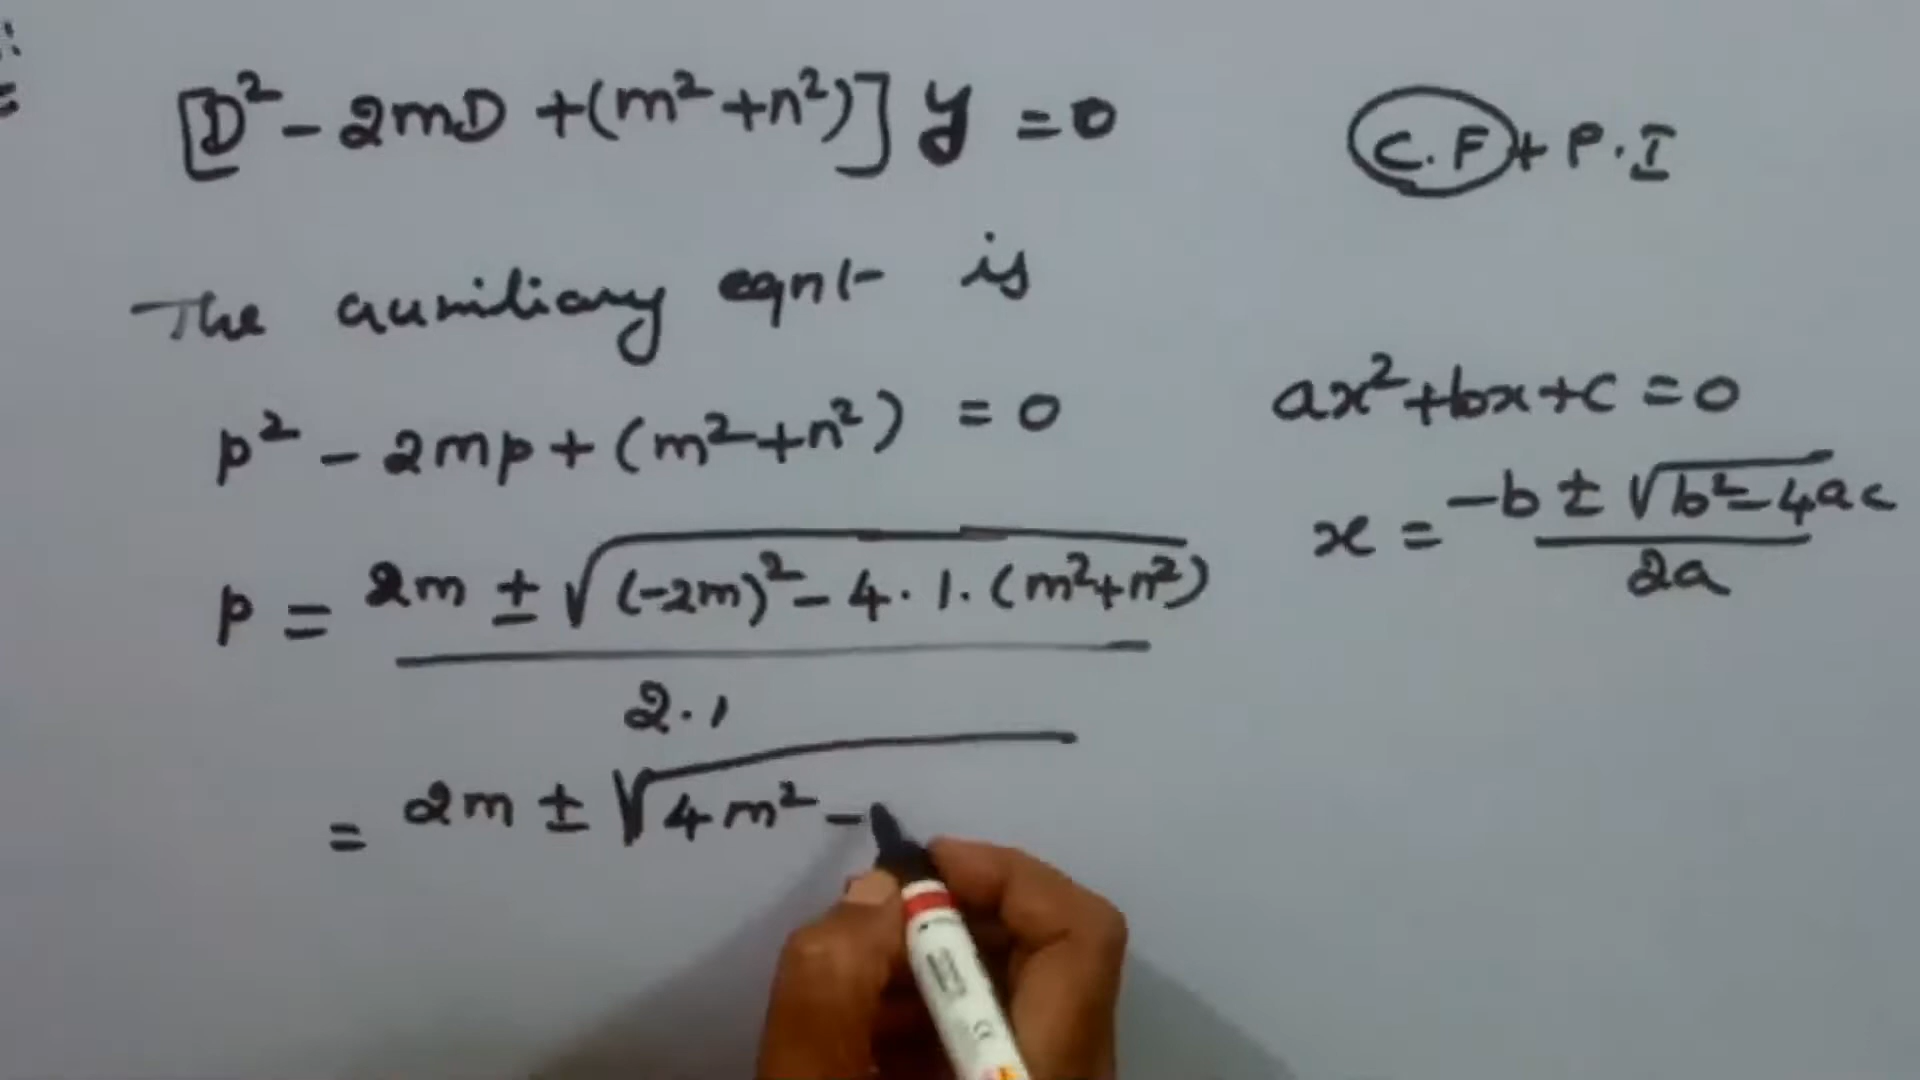 [D² - 2mD + (m² + n²)] y = 0
C.F + P.I
The auxiliary eqnt is
p² - 2mp + (m² + n²) = 0
ax² + bx + c = 0
x = -b ± √b² - 4ac / 2a
p = 2m ± √(-2m)² - 4 . 1 . (m² + n²) / 2 . 1
= 2m ± √4m² -